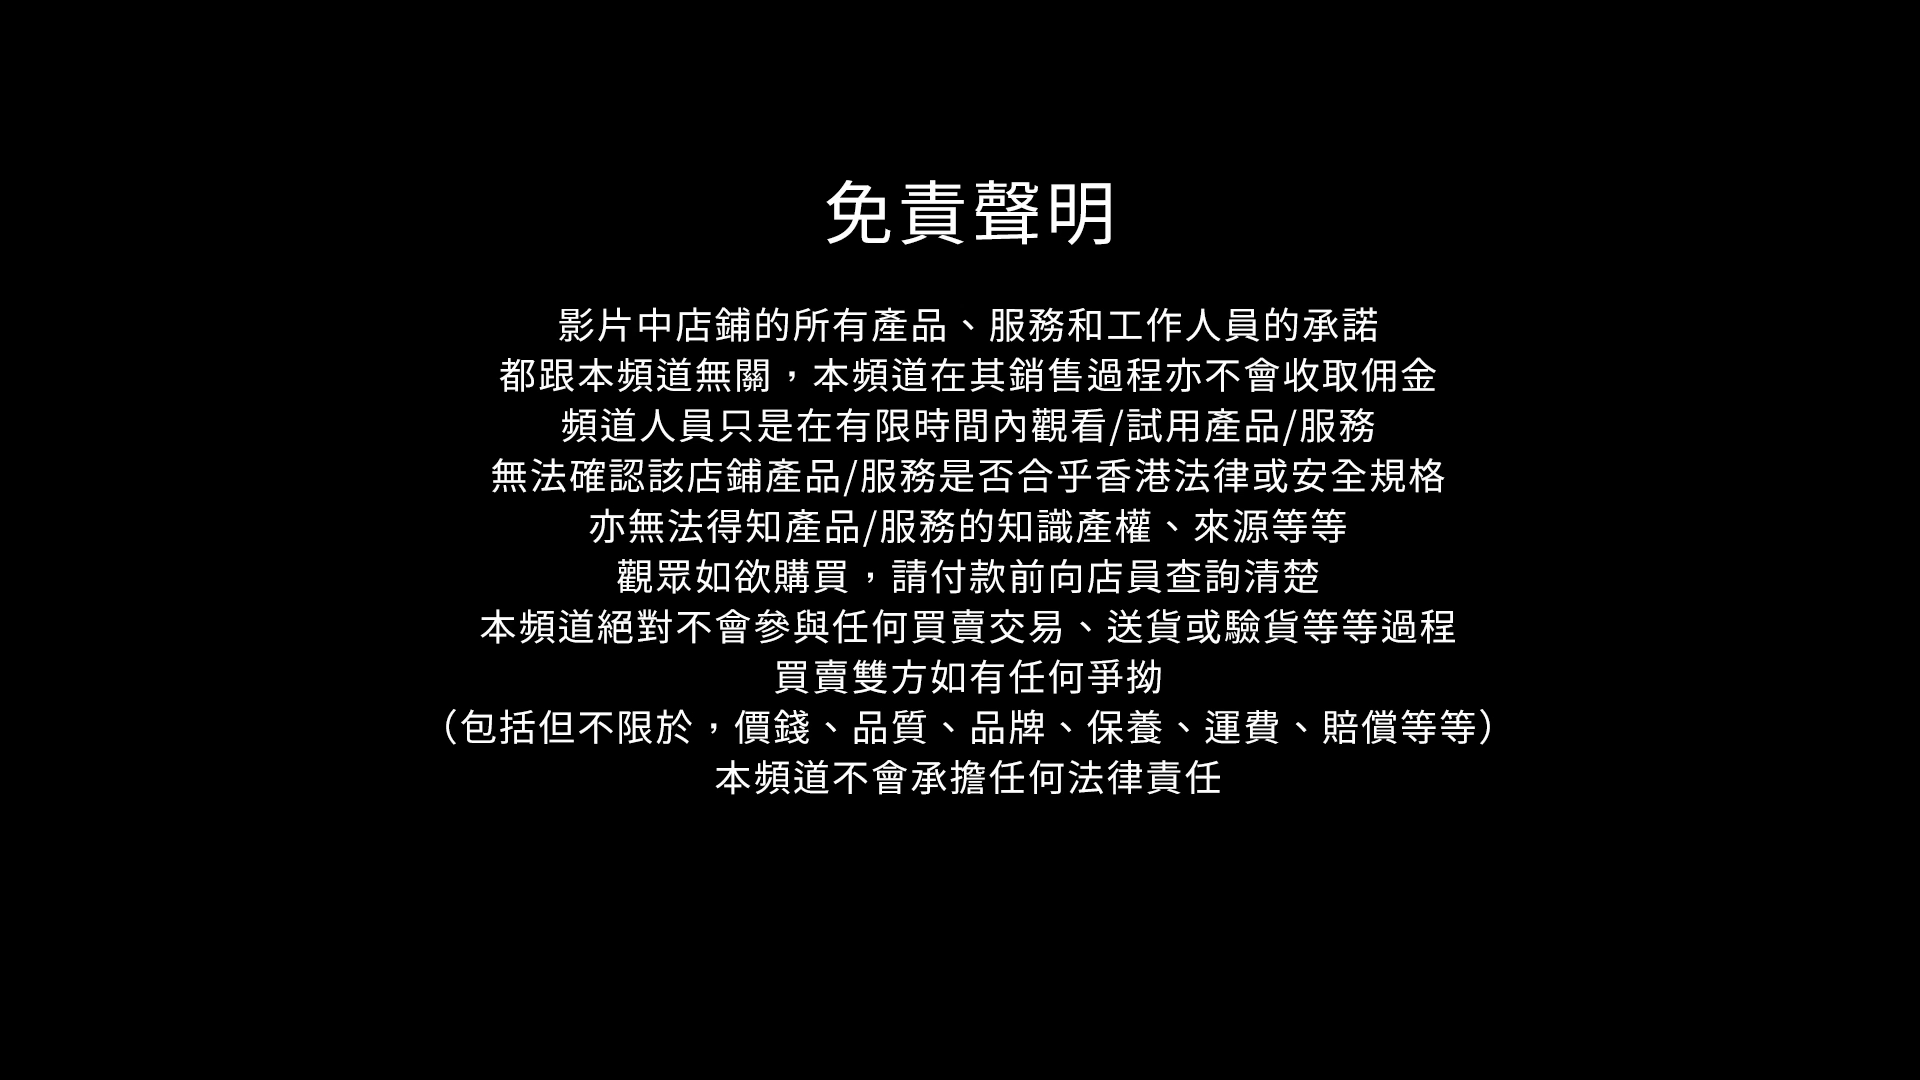 免責聲明
影片中店鋪的所有產品、服務和工作人員的承諾
都跟本頻道無關，本頻道在其銷售過程亦不會收取佣金
頻道人員只是在有限時間內觀看/試用產品/服務
無法確認該店鋪產品/服務是否合乎香港法律或安全規格
亦無法得知產品/服務的知識產權、來源等等
觀眾如欲購買，請付款前向店員查詢清楚
本頻道絕對不會參與任何買賣交易、送貨或驗貨等等過程
買賣雙方如有任何爭拗
（包括但不限於，價錢、品質、品牌、保養、運費、賠償等等）
本頻道不會承擔任何法律責任